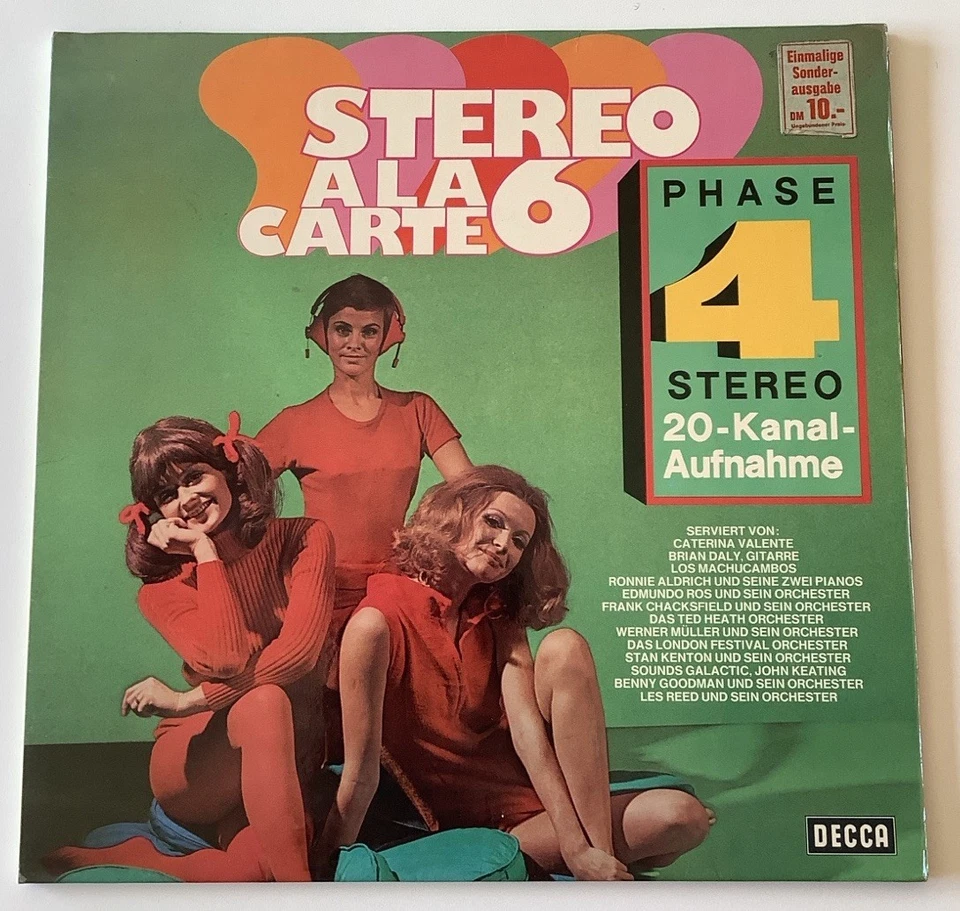 STEREO
A LA
CARTE 6
Einmalige
Sonder-
ausgabe
DM 10.-
Ungebundener Preis
PHASE
4
STEREO
20-Kanal-
Aufnahme
SERVIERT VON:
CATERINA VALENTE
BRIAN DALY, GITARRE
LOS MACHUCAMBOS
RONNIE ALDRICH UND SEINE ZWEI PIANOS
EDMUNDO ROS UND SEIN ORCHESTER
FRANK CHACKSFIELD UND SEIN ORCHESTER
DAS TED HEATH ORCHESTER
WERNER MÜLLER UND SEIN ORCHESTER
DAS LONDON FESTIVAL ORCHESTER
STAN KENTON UND SEIN ORCHESTER
SOUNDS GALACTIC, JOHN KEATING
BENNY GOODMAN UND SEIN ORCHESTER
LES REED UND SEIN ORCHESTER
DECCA